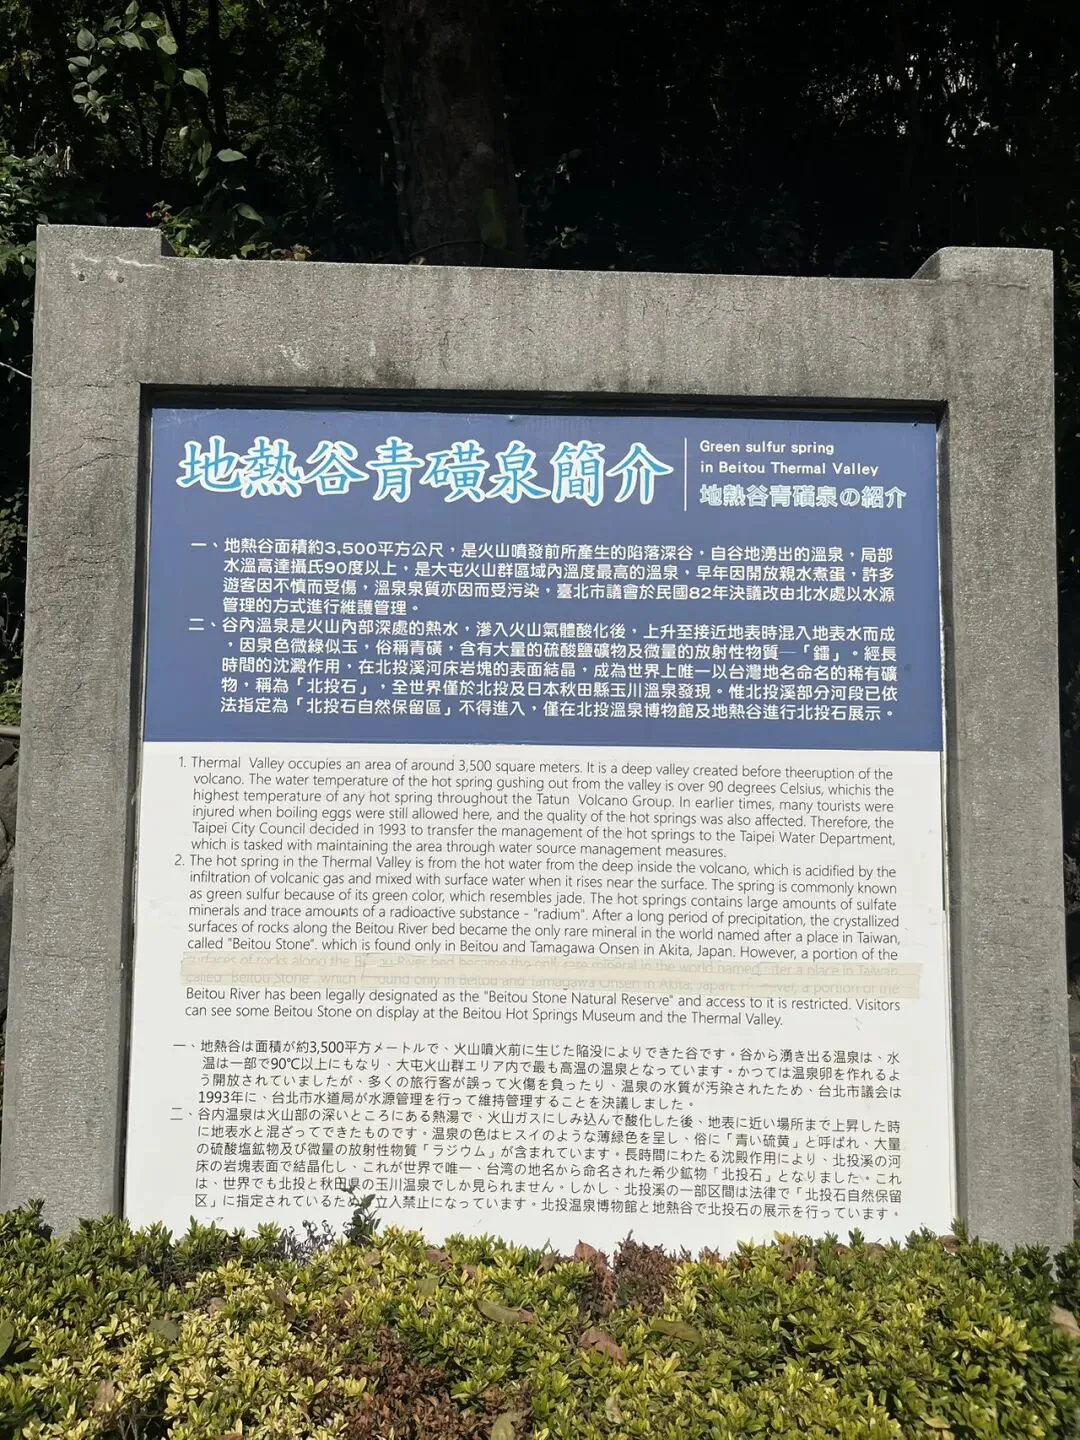 地熱谷青磺泉簡介
Green sulfur spring
in Beitou Thermal Valley
地熱谷青磺泉の紹介
一、地熱谷面積約3,500平方公尺，是火山噴發前所產生的陷落深谷，自谷地湧出的溫泉，局部
水溫高達攝氏90度以上，是大屯火山群區域內溫度最高的溫泉，早年因開放親水煮蛋，許多
遊客因不慎而受傷，溫泉泉質亦因而受污染，臺北市議會於民國82年決議改由北水處以水源
管理的方式進行維護管理。
二、谷內溫泉是火山內部深處的熱水，滲入火山氣體酸化後，上升至接近地表時混入地表水而成
，因泉色微綠似玉，俗稱青磺，含有大量的硫酸鹽礦物及微量的放射性物質─「鐳」。經長
時間的沈澱作用，在北投溪河床岩塊的表面結晶，成為世界上唯一以台灣地名命名的稀有礦
物，稱為「北投石」，全世界僅於北投及日本秋田縣玉川溫泉發現。惟北投溪部分河段已依
法指定為「北投石自然保留區」不得進入，僅在北投溫泉博物館及地熱谷進行北投石展示。
1. Thermal Valley occupies an area of around 3,500 square meters. It is a deep valley created before theeruption of the
volcano. The water temperature of the hot spring gushing out from the valley is over 90 degrees Celsius, whichis the
highest temperature of any hot spring throughout the Tatun Volcano Group. In earlier times, many tourists were
injured when boiling eggs were still allowed here, and the quality of the hot springs was also affected. Therefore, the
Taipei City Council decided in 1993 to transfer the management of the hot springs to the Taipei Water Department,
which is tasked with maintaining the area through water source management measures.
2. The hot spring in the Thermal Valley is from the hot water from the deep inside the volcano, which is acidified by the
infiltration of volcanic gas and mixed with surface water when it rises near the surface. The spring is commonly known
as green sulfur because of its green color, which resembles jade. The hot springs contains large amounts of sulfate
minerals and trace amounts of a radioactive substance - "radium". After a long period of precipitation, the crystallized
surfaces of rocks along the Beitou River bed became the only rare mineral in the world named after a place in Taiwan,
called "Beitou Stone". which is found only in Beitou and Tamagawa Onsen in Akita, Japan. However, a portion of the
surfaces of rocks along the River bed became the only rare mineral in the world named after a place in Taiwan,
called "Beitou Stone", which found only in Beitou and Tamagawa Onsen in Akita, Japan. a portion of the
Beitou River has been legally designated as the "Beitou Stone Natural Reserve" and access to it is restricted. Visitors
can see some Beitou Stone on display at the Beitou Hot Springs Museum and the Thermal Valley.
一、地熱谷は面積が約3,500平方メートルで、火山噴火前に生じた陥没によりできた谷です。谷から湧き出る温泉は、水
温は一部で90℃以上にもなり、大屯火山群エリア内で最も高温の温泉となっています。かつては温泉卵を作れるよ
う開放されていましたが、多くの旅行客が誤って火傷を負ったり、温泉の水質が汚染されたため、台北市議会は
1993年に、台北市水道局が水源管理を行って維持管理することを決議しました。
二、谷内温泉は火山部の深いところにある熱湯で、火山ガスにしみ込んで酸化した後、地表に近い場所まで上昇した時
に地表水と混ざってできたものです。温泉の色はヒスイのような薄緑色を呈し、俗に「青い硫黄」と呼ばれ、大量
の硫酸塩鉱物及び微量の放射性物質「ラジウム」が含まれています。長時間にわたる沈殿作用により、北投溪の河
床の岩塊表面で結晶化し、これが世界で唯一、台湾の地名から命名された希少鉱物「北投石」となりました。これ
は、世界でも北投と秋田県の玉川温泉でしか見られません。しかし、北投溪の一部区間は法律で「北投石自然保留
区」に指定されているため立入禁止になっています。北投温泉博物館と地熱谷で北投石の展示を行っています。